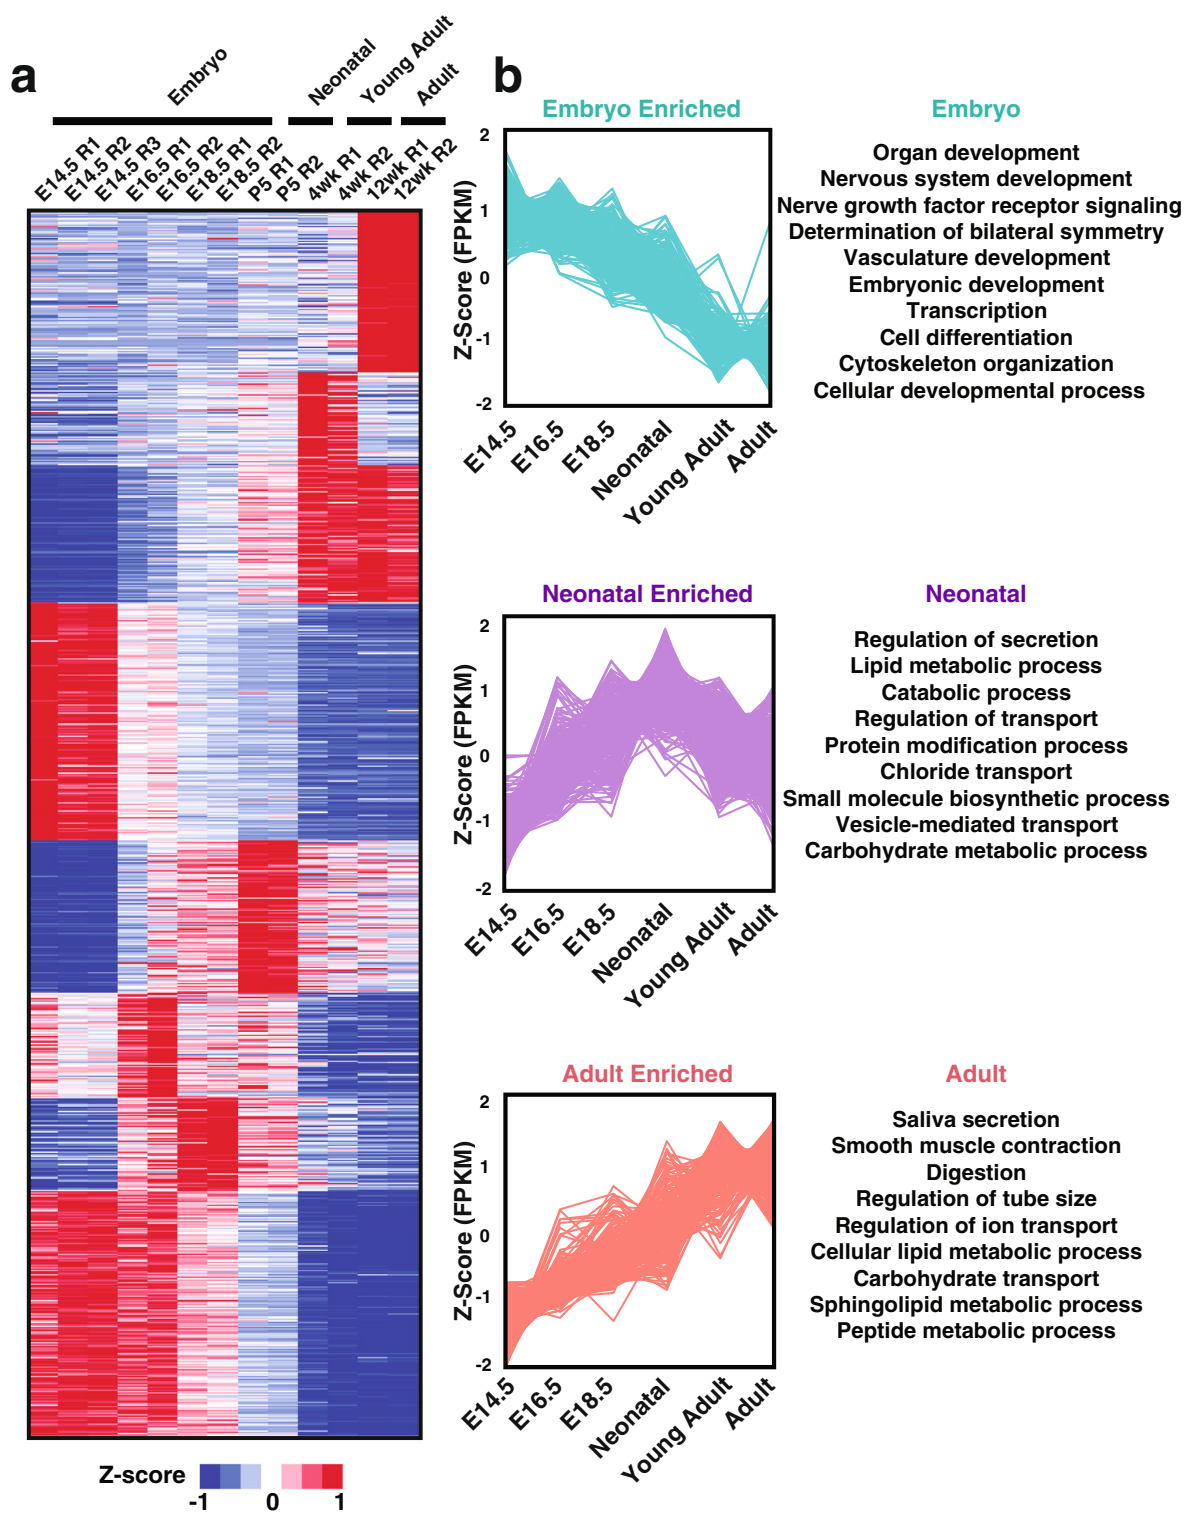 a
Embryo
Neonatal
Young Adult
Adult
E14.5 R1
E14.5 R2
E14.5 R3
E16.5 R1
E16.5 R2
E18.5 R1
E18.5 R2
P5 R1
P5 R2
4wk R1
4wk R2
12wk R1
12wk R2
Z-score
-1
0
1
b
Embryo Enriched
Z-Score (FPKM)
2
1
0
-1
-2
E14.5
E16.5
E18.5
Neonatal
Young Adult
Adult
Embryo
Organ development
Nervous system development
Nerve growth factor receptor signaling
Determination of bilateral symmetry
Vasculature development
Embryonic development
Transcription
Cell differentiation
Cytoskeleton organization
Cellular developmental process
Neonatal Enriched
Z-Score (FPKM)
2
1
0
-1
-2
E14.5
E16.5
E18.5
Neonatal
Young Adult
Adult
Neonatal
Regulation of secretion
Lipid metabolic process
Catabolic process
Regulation of transport
Protein modification process
Chloride transport
Small molecule biosynthetic process
Vesicle-mediated transport
Carbohydrate metabolic process
Adult Enriched
Z-Score (FPKM)
2
1
0
-1
-2
E14.5
E16.5
E18.5
Neonatal
Young Adult
Adult
Adult
Saliva secretion
Smooth muscle contraction
Digestion
Regulation of tube size
Regulation of ion transport
Cellular lipid metabolic process
Carbohydrate transport
Sphingolipid metabolic process
Peptide metabolic process